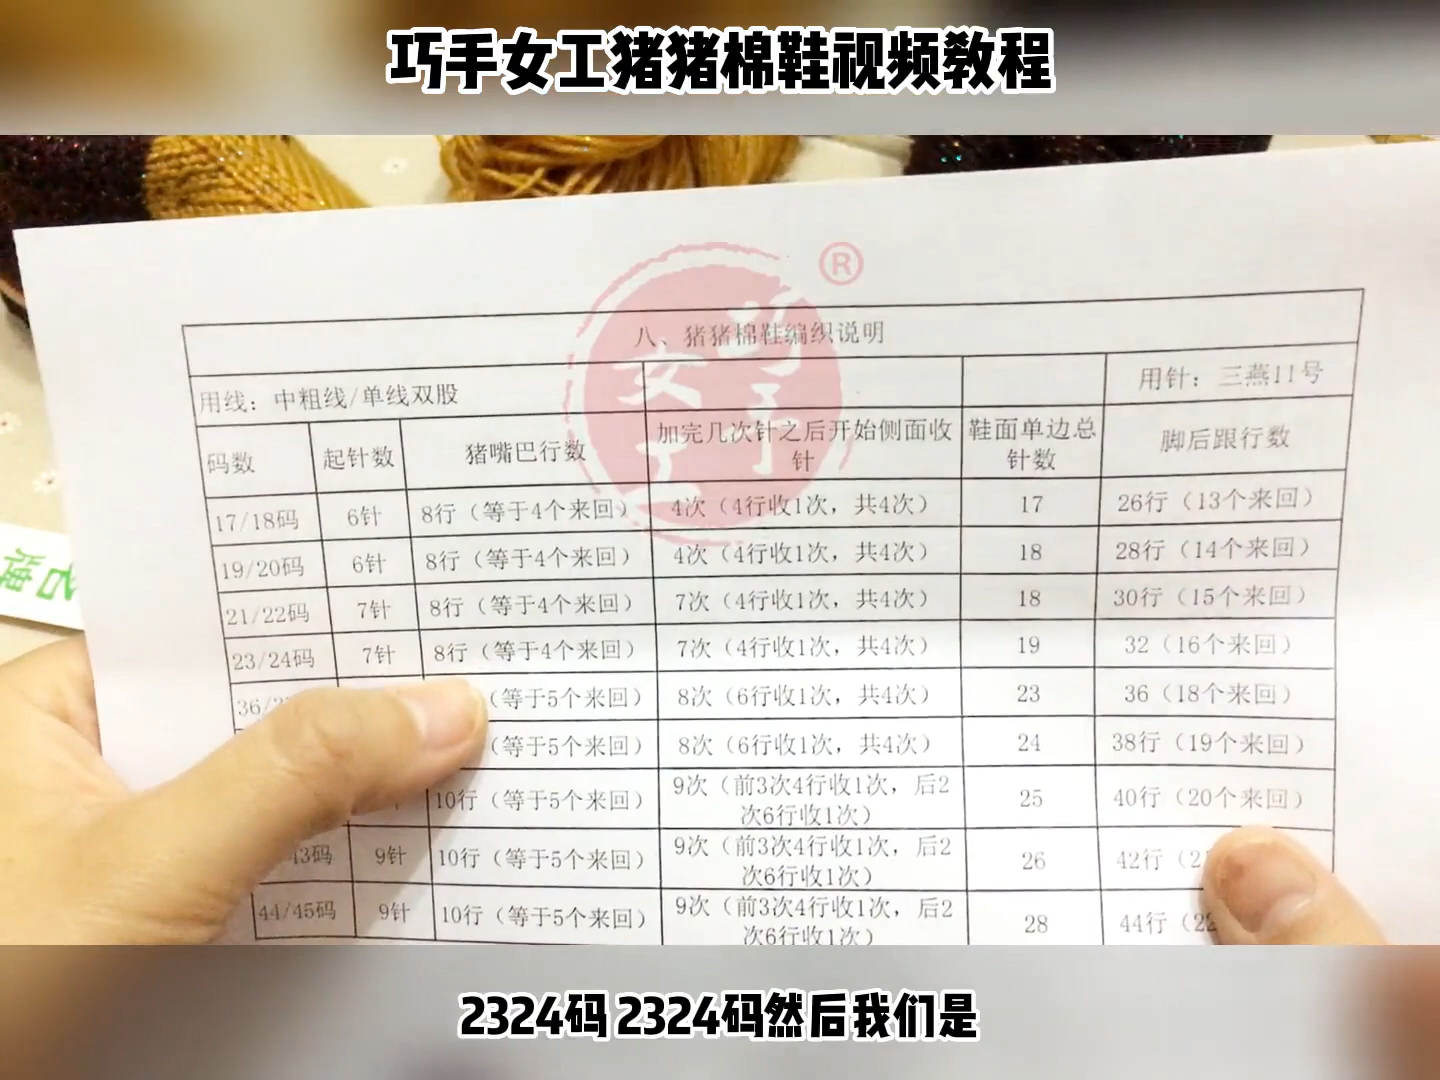 巧手女工猪猪棉鞋视频教程
®
巧手
女工
八、猪猪棉鞋编织说明
用线：中粗线/单线双股 用针：三燕11号
码数 起针数 猪嘴巴行数 加完几次针之后开始侧面收针 鞋面单边总针数 脚后跟行数
17/18码 6针 8行（等于4个来回） 4次（4行收1次，共4次） 17 26行（13个来回）
19/20码 6针 8行（等于4个来回） 4次（4行收1次，共4次） 18 28行（14个来回）
21/22码 7针 8行（等于4个来回） 7次（4行收1次，共4次） 18 30行（15个来回）
23/24码 7针 8行（等于4个来回） 7次（4行收1次，共4次） 19 32（16个来回）
36/ （等于5个来回） 8次（6行收1次，共4次） 23 36（18个来回）
（等于5个来回） 8次（6行收1次，共4次） 24 38行（19个来回）
10行（等于5个来回） 9次（前3次4行收1次，后2次6行收1次） 25 40行（20个来回）
43码 9针 10行（等于5个来回） 9次（前3次4行收1次，后2次6行收1次） 26 42行（2
44/45码 9针 10行（等于5个来回） 9次（前3次4行收1次，后2次6行收1次） 28 44行（22
2324码 2324码然后我们是